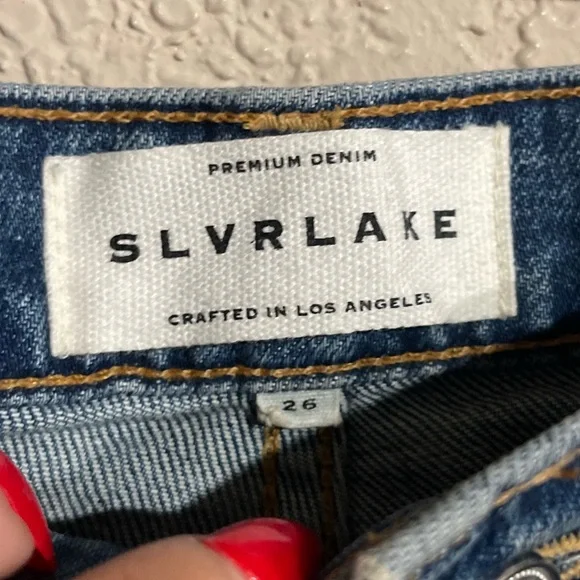 PREMIUM DENIM
SLVRLAKE
CRAFTED IN LOS ANGELES
26